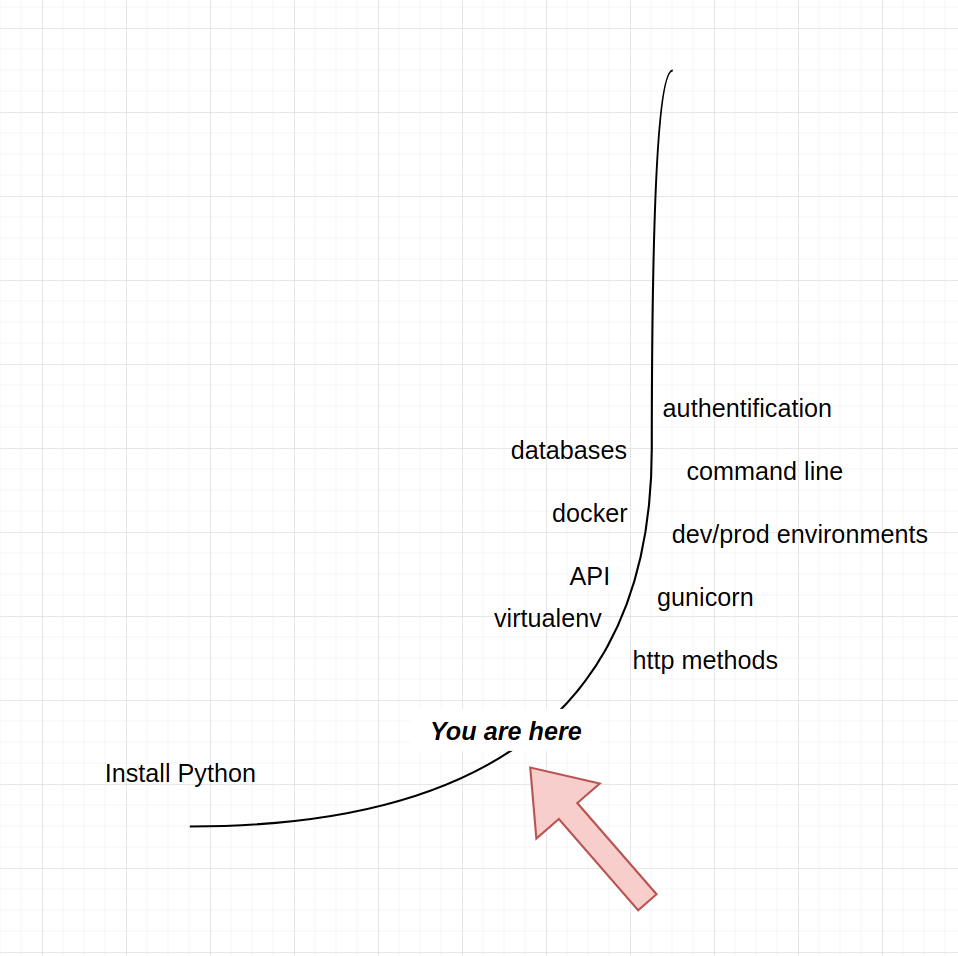 authentification
databases
command line
docker
dev/prod environments
API
gunicorn
virtualenv
http methods
You are here
Install Python